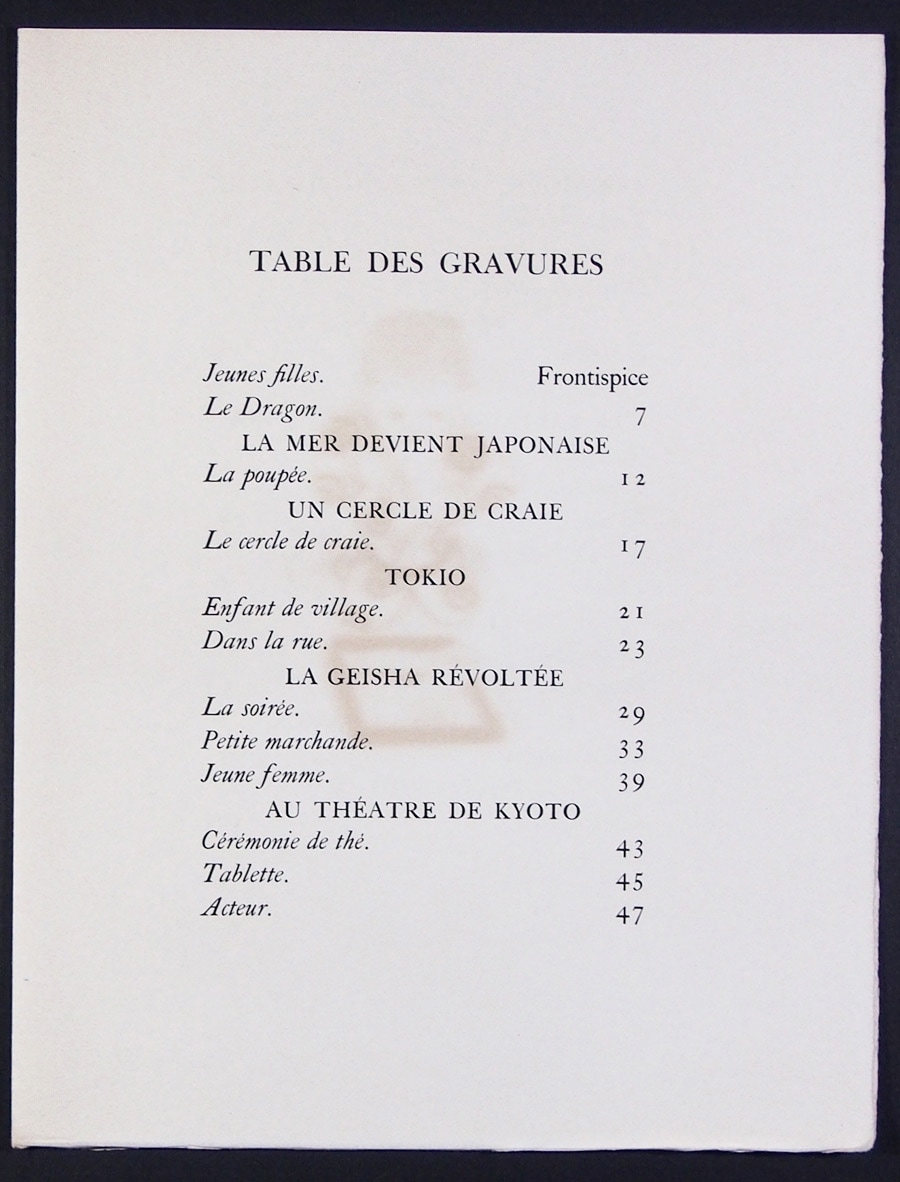 TABLE DES GRAVURES
Jeunes filles. Frontispice
Le Dragon. 7
LA MER DEVIENT JAPONAISE
La poupée. 12
UN CERCLE DE CRAIE
Le cercle de craie. 17
TOKIO
Enfant de village. 21
Dans la rue. 23
LA GEISHA RÉVOLTÉE
La soirée. 29
Petite marchande. 33
Jeune femme. 39
AU THÉATRE DE KYOTO
Cérémonie de thé. 43
Tablette. 45
Acteur. 47